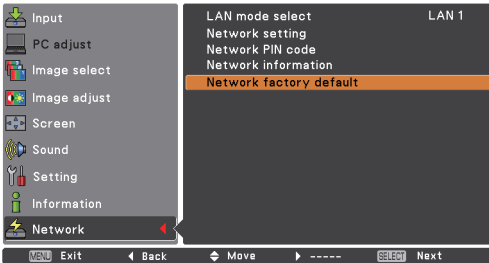 Input
PC adjust
Image select
Image adjust
Screen
Sound
Setting
Information
Network
LAN mode select LAN 1
Network setting
Network PIN code
Network information
Network factory default
MENU Exit Back Move ----- SELECT Next